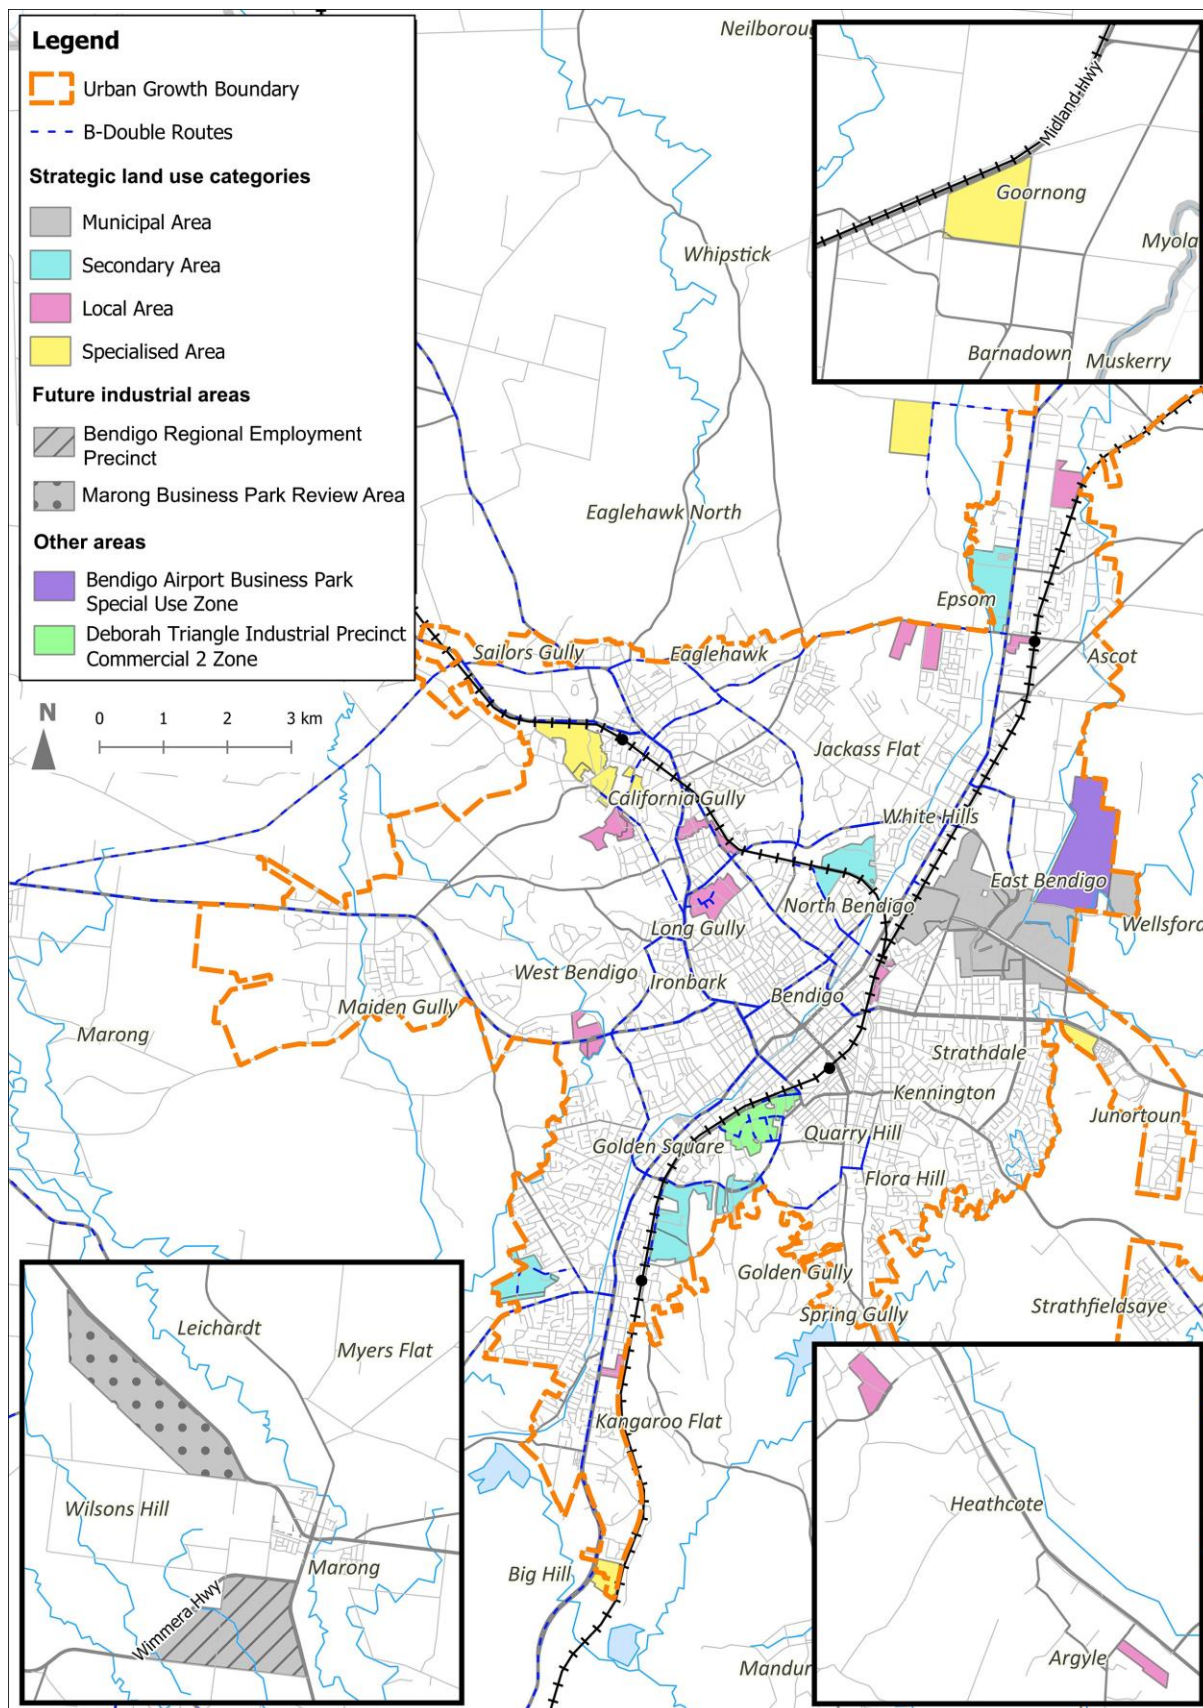 Legend
Urban Growth Boundary
B-Double Routes
Strategic land use categories
Municipal Area
Secondary Area
Local Area
Specialised Area
Future industrial areas
Bendigo Regional Employment
Precinct
Marong Business Park Review Area
Other areas
Bendigo Airport Business Park
Special Use Zone
Deborah Triangle Industrial Precinct
Commercial 2 Zone
N
0 1 2 3 km
Neilboroug
Whipstick
Eaglehawk North
Midland Hwy
Goornong
Myola
Barnadown
Muskerry
Epsom
Sailors Gully
Eaglehawk
Ascot
Jackass Flat
California Gully
White Hills
East Bendigo
North Bendigo
Wellsford
Long Gully
West Bendigo
Ironbark
Bendigo
Maiden Gully
Marong
Strathdale
Kennington
Junortoun
Quarry Hill
Golden Square
Flora Hill
Golden Gully
Spring Gully
Strathfieldsaye
Kangaroo Flat
Big Hill
Mandur
Leichardt
Myers Flat
Wilsons Hill
Marong
Wimmera Hwy
Heathcote
Argyle